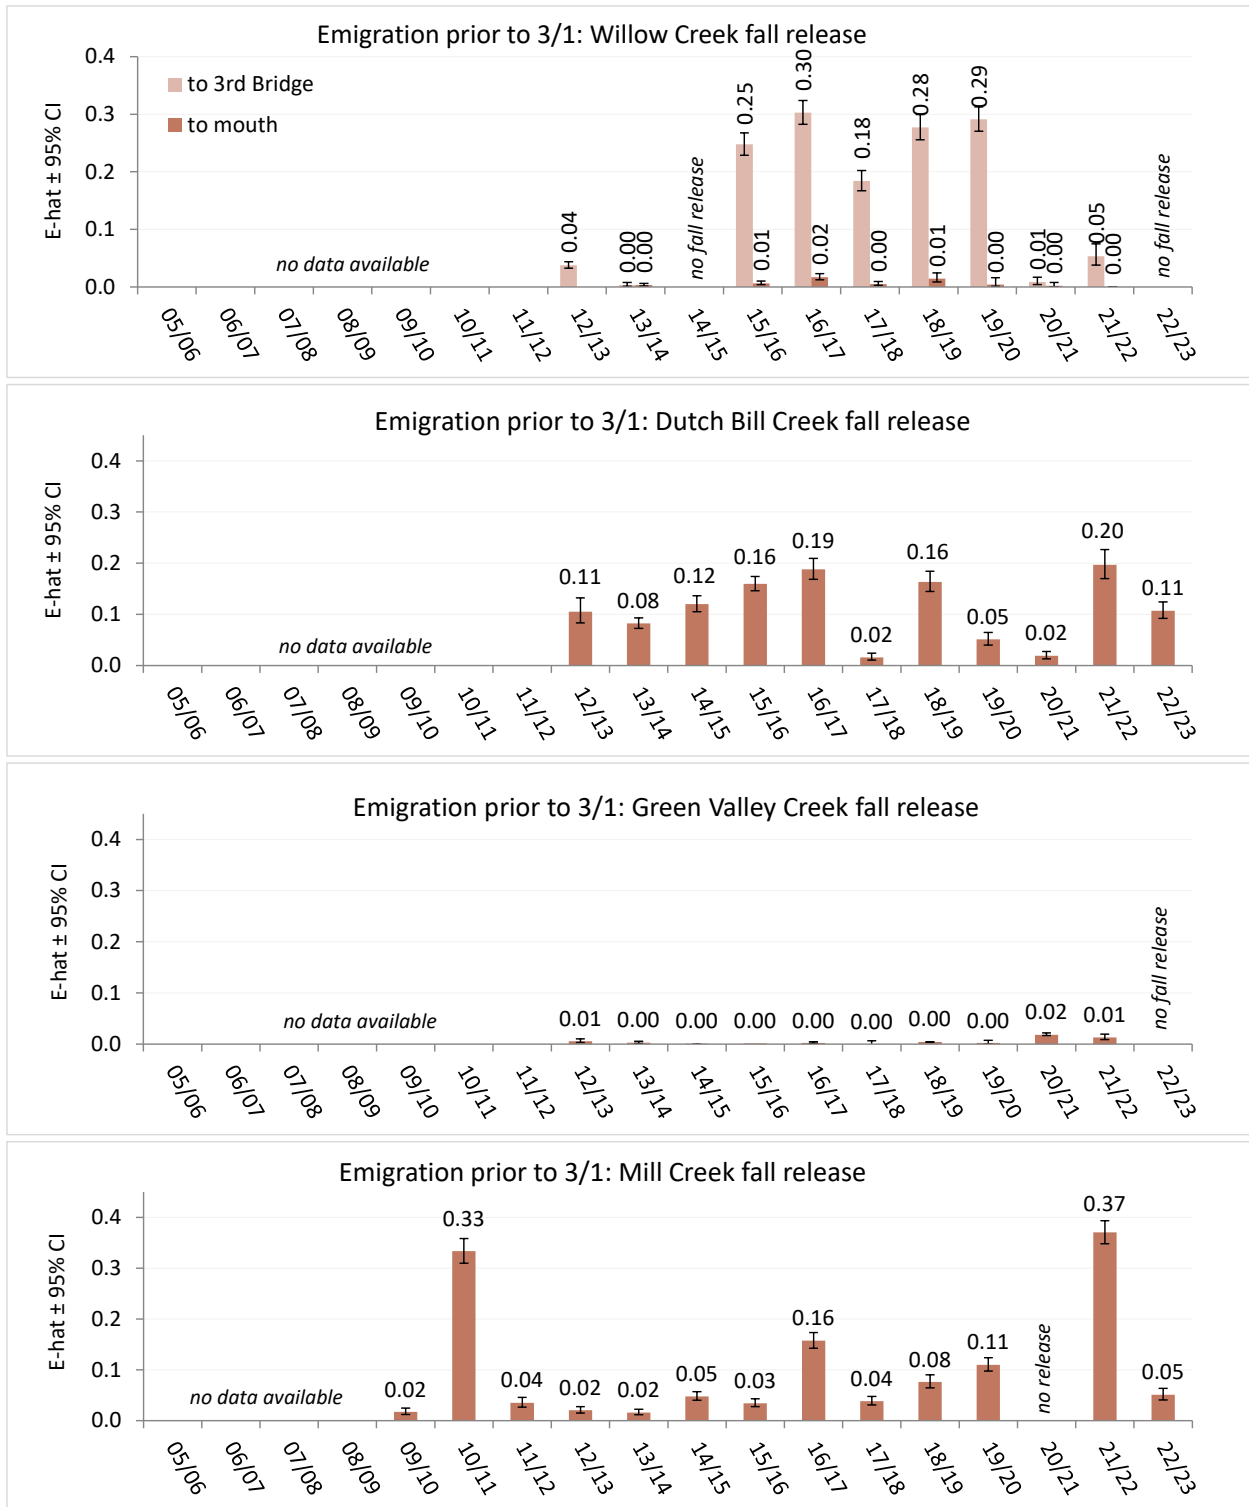 Emigration prior to 3/1: Willow Creek fall release
E-hat ± 95% CI
0.4
0.3
0.2
0.1
0.0
to 3rd Bridge
to mouth
no data available
0.04
0.00
0.00
no fall release
0.25
0.01
0.30
0.02
0.18
0.00
0.28
0.01
0.29
0.00
0.01
0.00
0.05
0.00
no fall release
05/06 06/07 07/08 08/09 09/10 10/11 11/12 12/13 13/14 14/15 15/16 16/17 17/18 18/19 19/20 20/21 21/22 22/23
Emigration prior to 3/1: Dutch Bill Creek fall release
E-hat ± 95% CI
0.4
0.3
0.2
0.1
0.0
no data available
0.11 0.08 0.12 0.16 0.19 0.02 0.16 0.05 0.02 0.20 0.11
05/06 06/07 07/08 08/09 09/10 10/11 11/12 12/13 13/14 14/15 15/16 16/17 17/18 18/19 19/20 20/21 21/22 22/23
Emigration prior to 3/1: Green Valley Creek fall release
E-hat ± 95% CI
0.4
0.3
0.2
0.1
0.0
no data available
0.01 0.00 0.00 0.00 0.00 0.00 0.00 0.00 0.02 0.01
no fall release
05/06 06/07 07/08 08/09 09/10 10/11 11/12 12/13 13/14 14/15 15/16 16/17 17/18 18/19 19/20 20/21 21/22 22/23
Emigration prior to 3/1: Mill Creek fall release
E-hat ± 95% CI
0.4
0.3
0.2
0.1
0.0
no data available
0.02 0.33 0.04 0.02 0.02 0.05 0.03 0.16 0.04 0.08 0.11
no release
0.37 0.05
05/06 06/07 07/08 08/09 09/10 10/11 11/12 12/13 13/14 14/15 15/16 16/17 17/18 18/19 19/20 20/21 21/22 22/23